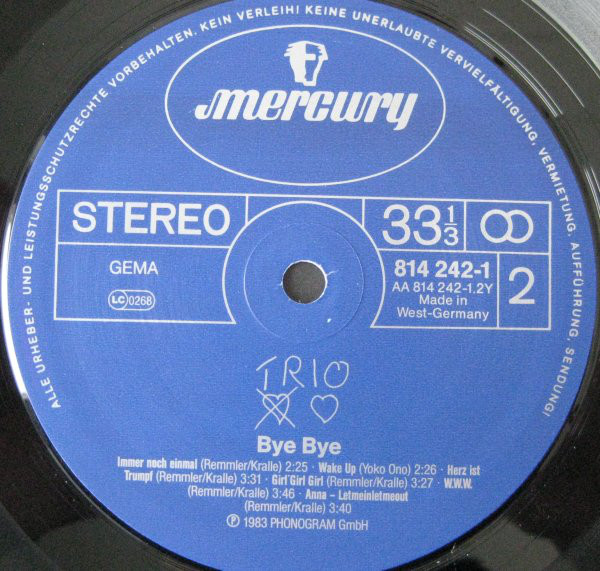 ALLE URHEBER- UND LEISTUNGSSCHUTZRECHTE VORBEHALTEN. KEIN VERLEIH! KEINE UNERLAUBTE VERVIELFÄLTIGUNG, VERMIETUNG, AUFFÜHRUNG, SENDUNG!
mercury
STEREO
33 1/3
GEMA
LC 0268
814 242-1
AA 814 242-1.2Y
Made in
West-Germany
2
TRIO
Bye Bye
Immer noch einmal (Remmler/Kralle) 2:25 · Wake Up (Yoko Ono) 2:26 · Herz ist
Trumpf (Remmler/Kralle) 3:31 · Girl Girl Girl (Remmler/Kralle) 3:27 · W.W.W.
(Remmler/Kralle) 3:46 · Anna – Letmeinletmeout
(Remmler/Kralle) 3:40
Ⓟ 1983 PHONOGRAM GmbH